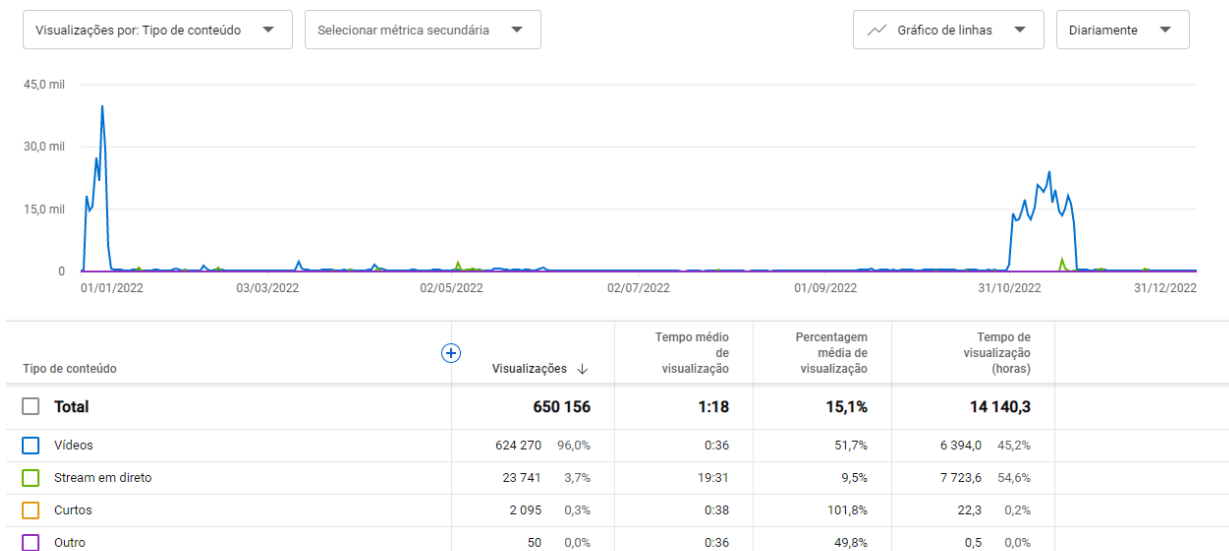 Visualizações por: Tipo de conteúdo Selecionar métrica secundária Gráfico de linhas Diariamente
45,0 mil
30,0 mil
15,0 mil
0
01/01/2022 03/03/2022 02/05/2022 02/07/2022 01/09/2022 31/10/2022 31/12/2022
Tipo de conteúdo Visualizações Tempo médio de visualização Percentagem média de visualização Tempo de visualização (horas)
Total 650 156 1:18 15,1% 14 140,3
Vídeos 624 270 96,0% 0:36 51,7% 6 394,0 45,2%
Stream em direto 23 741 3,7% 19:31 9,5% 7 723,6 54,6%
Curtos 2 095 0,3% 0:38 101,8% 22,3 0,2%
Outro 50 0,0% 0:36 49,8% 0,5 0,0%